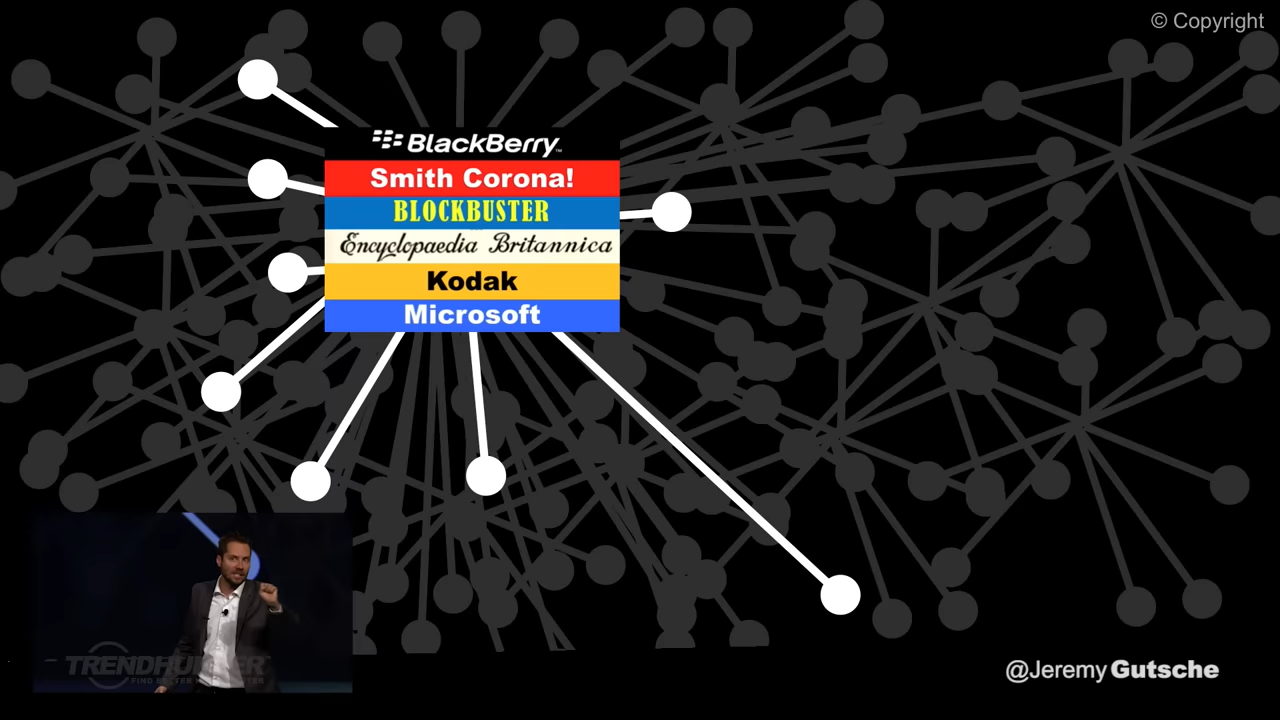 © Copyright
BlackBerry
Smith Corona!
BLOCKBUSTER
Encyclopaedia Britannica
Kodak
Microsoft
TRENDHUNTER
@JeremyGutsche